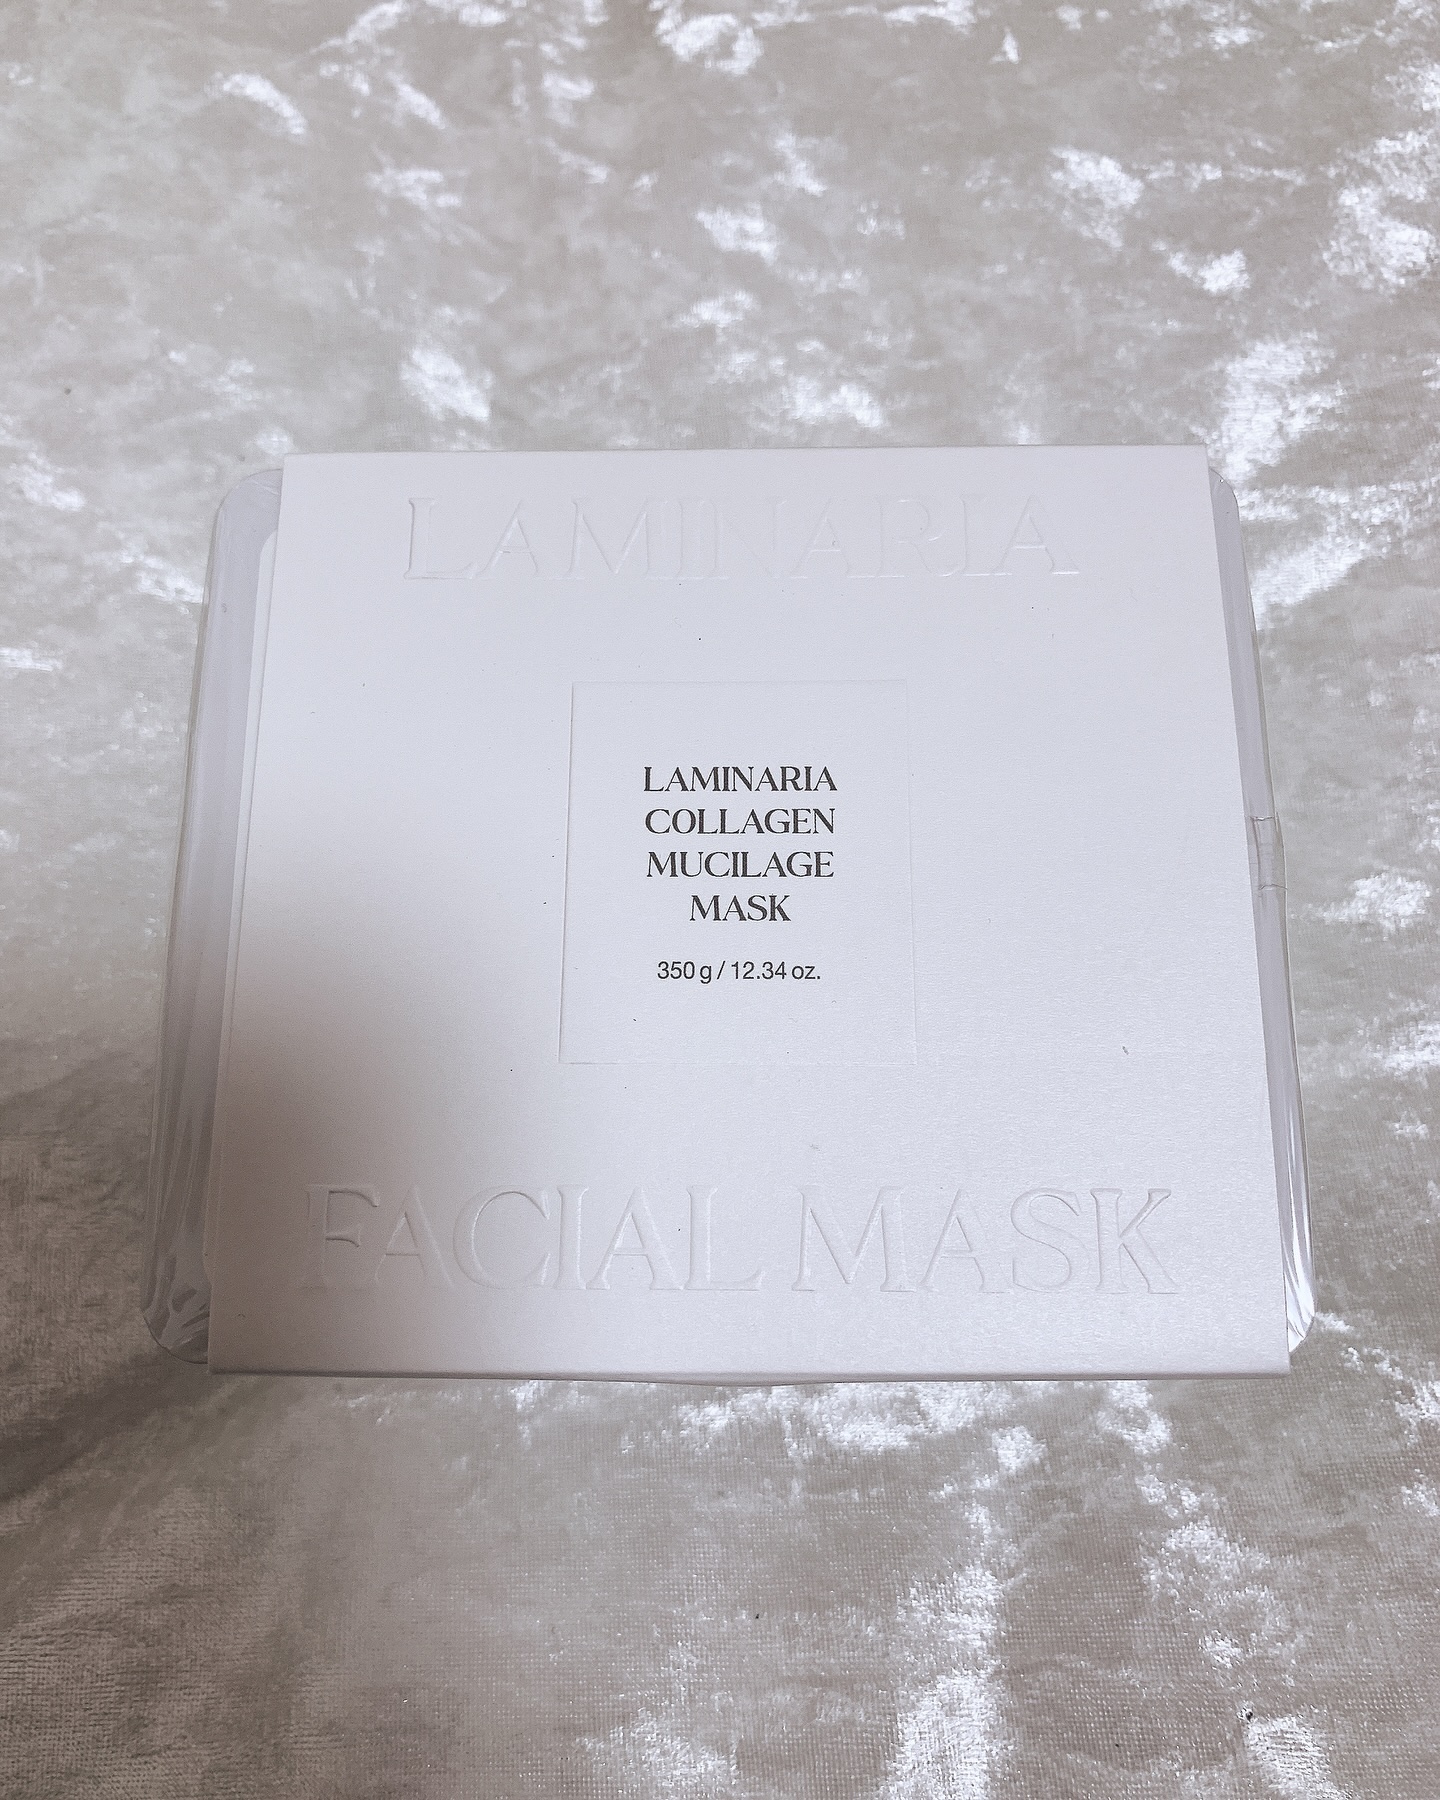 LAMINARIA
LAMINARIA
COLLAGEN
MUCILAGE
MASK
350 g / 12.34 oz.
FACIAL MASK